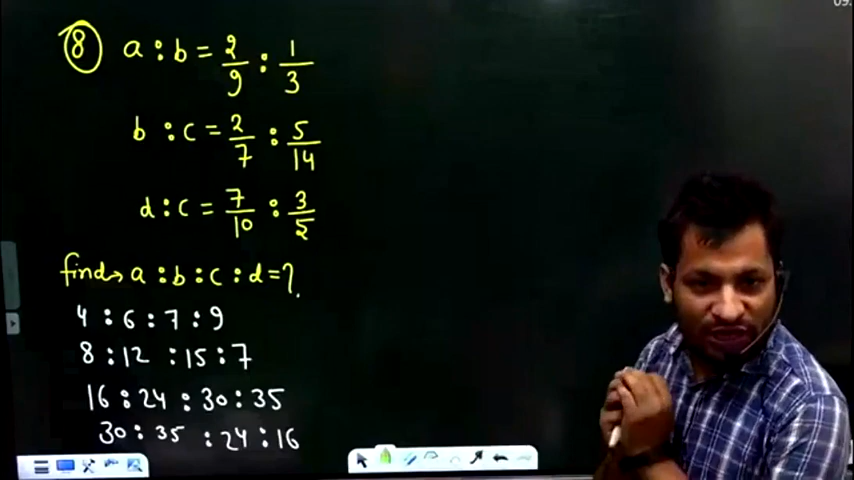 8 a : b = 2/9 : 1/3
b : c = 2/7 : 5/14
d : c = 7/10 : 3/5
find→ a : b : c : d = ?
4 : 6 : 7 : 9
8 : 12 : 15 : 7
16 : 24 : 30 : 35
30 : 35 : 24 : 16